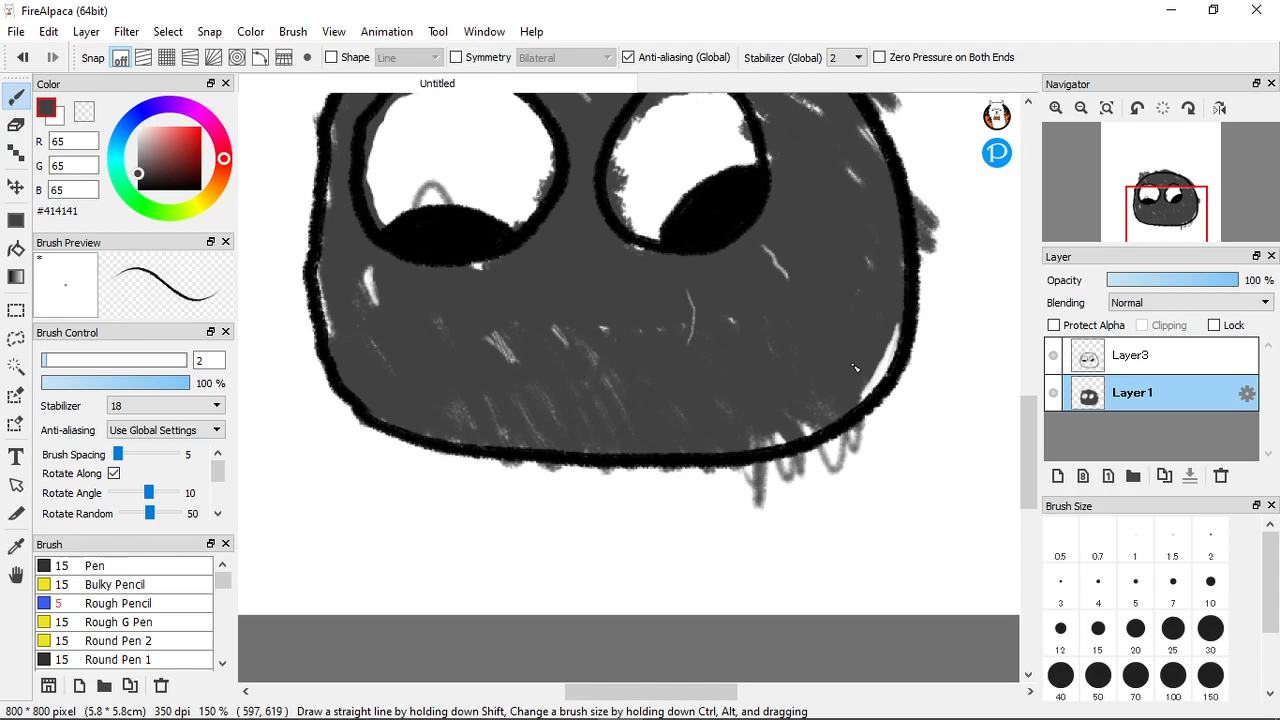 FireAlpaca (64bit)
File Edit Layer Filter Select Snap Color Brush View Animation Tool Window Help
Snap off Shape Line Symmetry Bilateral Anti-aliasing (Global) Stabilizer (Global) 2 Zero Pressure on Both Ends
Color
Untitled
Navigator
R 65
G 65
B 65
#414141
Brush Preview
*
Brush Control
2
100 %
Stabilizer 18
Anti-aliasing Use Global Settings
Brush Spacing 5
Rotate Along
Rotate Angle 10
Rotate Random 50
Brush
15 Pen
15 Bulky Pencil
5 Rough Pencil
15 Rough G Pen
15 Round Pen 2
15 Round Pen 1
P
Layer
Opacity 100 %
Blending Normal
Protect Alpha Clipping Lock
Layer3
Layer1
8 1
Brush Size
0.5 0.7 1 1.5 2
3 4 5 7 10
12 15 20 25 30
40 50 70 100 150
800 * 800 pixel (5.8 * 5.8cm) 350 dpi 150 % ( 597, 619 ) Draw a straight line by holding down Shift, Change a brush size by holding down Ctrl, Alt, and dragging